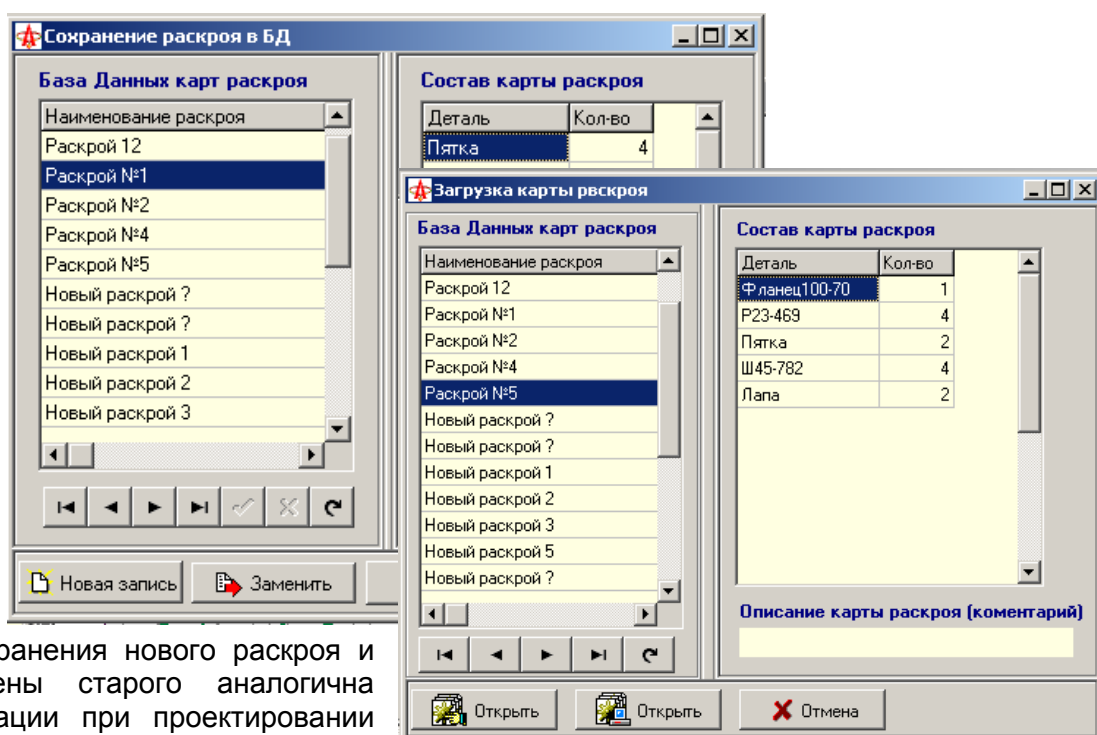 Сохранение раскроя в БД
База Данных карт раскроя
Наименование раскроя
Раскрой 12
Раскрой №1
Раскрой №2
Раскрой №4
Раскрой №5
Новый раскрой ?
Новый раскрой ?
Новый раскрой 1
Новый раскрой 2
Новый раскрой 3
Новая запись
Заменить
Состав карты раскроя
Деталь Кол-во
Пятка 4
Загрузка карты рвскроя
База Данных карт раскроя
Наименование раскроя
Раскрой 12
Раскрой №1
Раскрой №2
Раскрой №4
Раскрой №5
Новый раскрой ?
Новый раскрой ?
Новый раскрой 1
Новый раскрой 2
Новый раскрой 3
Новый раскрой 5
Новый раскрой ?
Состав карты раскроя
Деталь Кол-во
Фланец100-70 1
Р23-469 4
Пятка 2
Ш45-782 4
Лапа 2
Описание карты раскроя (коментарий)
Открыть
Открыть
Отмена
ранения нового раскроя и
ены старого аналогична
ации при проектировании